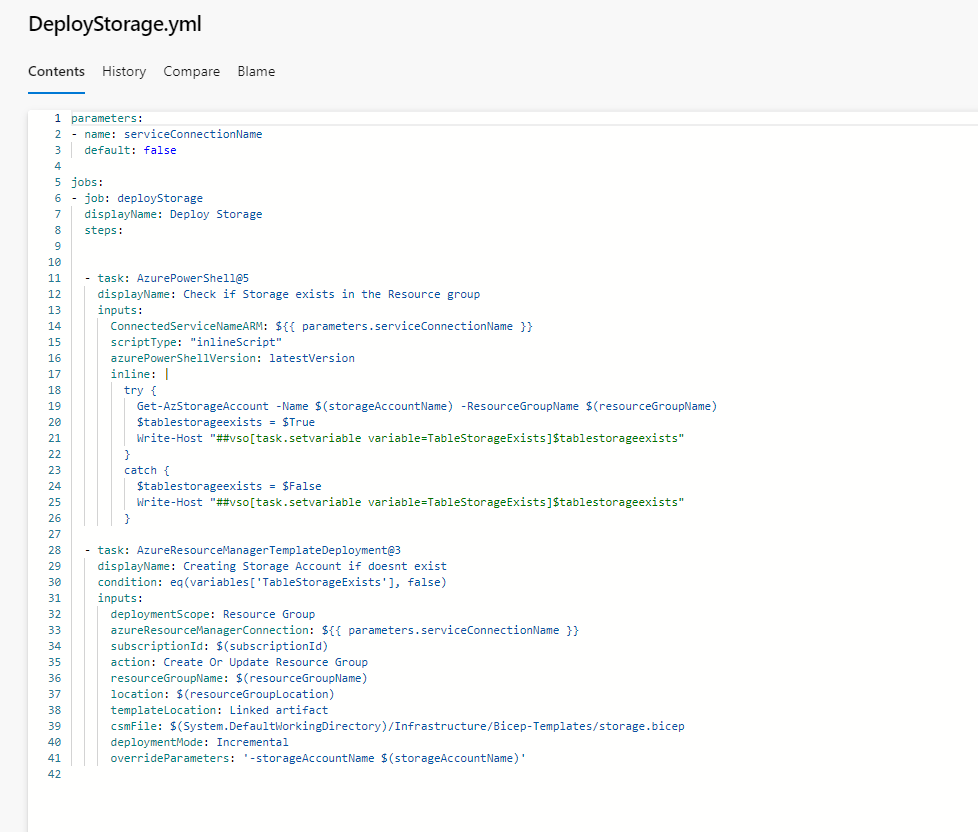 DeployStorage.yml
Contents History Compare Blame
1 parameters:
2 - name: serviceConnectionName
3 default: false
4
5 jobs:
6 - job: deployStorage
7 displayName: Deploy Storage
8 steps:
9
10
11 - task: AzurePowerShell@5
12 displayName: Check if Storage exists in the Resource group
13 inputs:
14 ConnectedServiceNameARM: ${{ parameters.serviceConnectionName }}
15 scriptType: "inlineScript"
16 azurePowerShellVersion: latestVersion
17 inline: |
18 try {
19 Get-AzStorageAccount -Name $(storageAccountName) -ResourceGroupName $(resourceGroupName)
20 $tablestorageexists = $True
21 Write-Host "##vso[task.setvariable variable=TableStorageExists]$tablestorageexists"
22 }
23 catch {
24 $tablestorageexists = $False
25 Write-Host "##vso[task.setvariable variable=TableStorageExists]$tablestorageexists"
26 }
27
28 - task: AzureResourceManagerTemplateDeployment@3
29 displayName: Creating Storage Account if doesnt exist
30 condition: eq(variables['TableStorageExists'], false)
31 inputs:
32 deploymentScope: Resource Group
33 azureResourceManagerConnection: ${{ parameters.serviceConnectionName }}
34 subscriptionId: $(subscriptionId)
35 action: Create Or Update Resource Group
36 resourceGroupName: $(resourceGroupName)
37 location: $(resourceGroupLocation)
38 templateLocation: Linked artifact
39 csmFile: $(System.DefaultWorkingDirectory)/Infrastructure/Bicep-Templates/storage.bicep
40 deploymentMode: Incremental
41 overrideParameters: '-storageAccountName $(storageAccountName)'
42